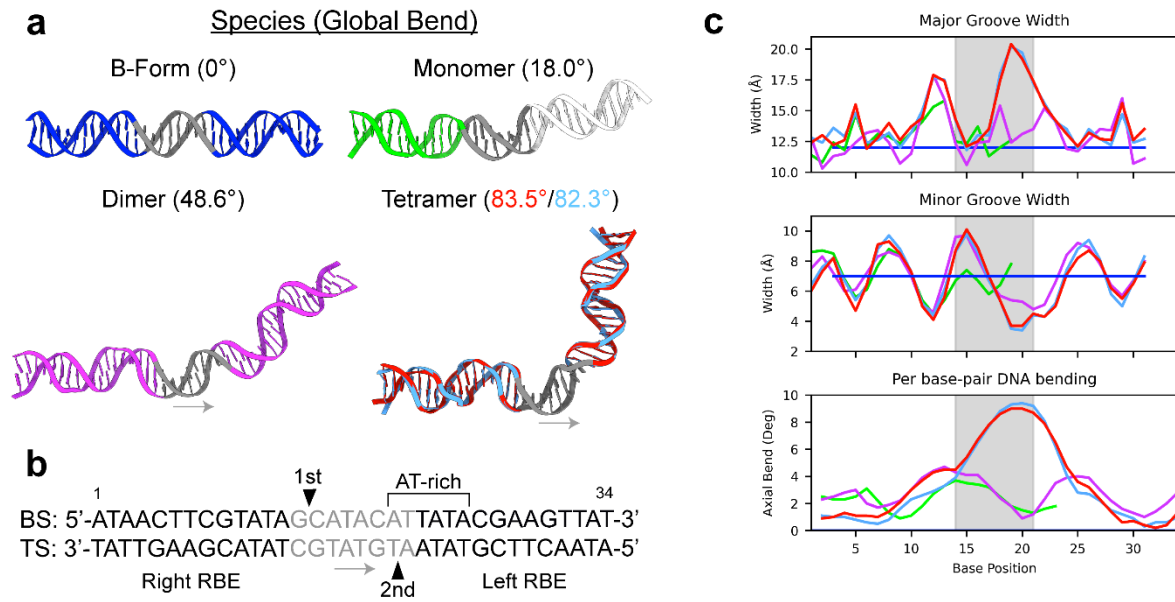 a
Species (Global Bend)
B-Form (0°)
Monomer (18.0°)
Dimer (48.6°)
Tetramer (83.5°/82.3°)
b
1st
AT-rich
1
34
BS: 5’-ATAACTTCGTATAGCATACATTATACGAAGTTAT-3’
TS: 3’-TATTGAAGCATATCGTATGTAATATGCTTCAATA-5’
Right RBE
2nd
Left RBE
c
Major Groove Width
Width (Å)
20.0
17.5
15.0
12.5
10.0
Minor Groove Width
Width (Å)
10
8
6
4
2
Per base-pair DNA bending
Axial Bend (Deg)
10
8
6
4
2
0
5 10 15 20 25 30
Base Position